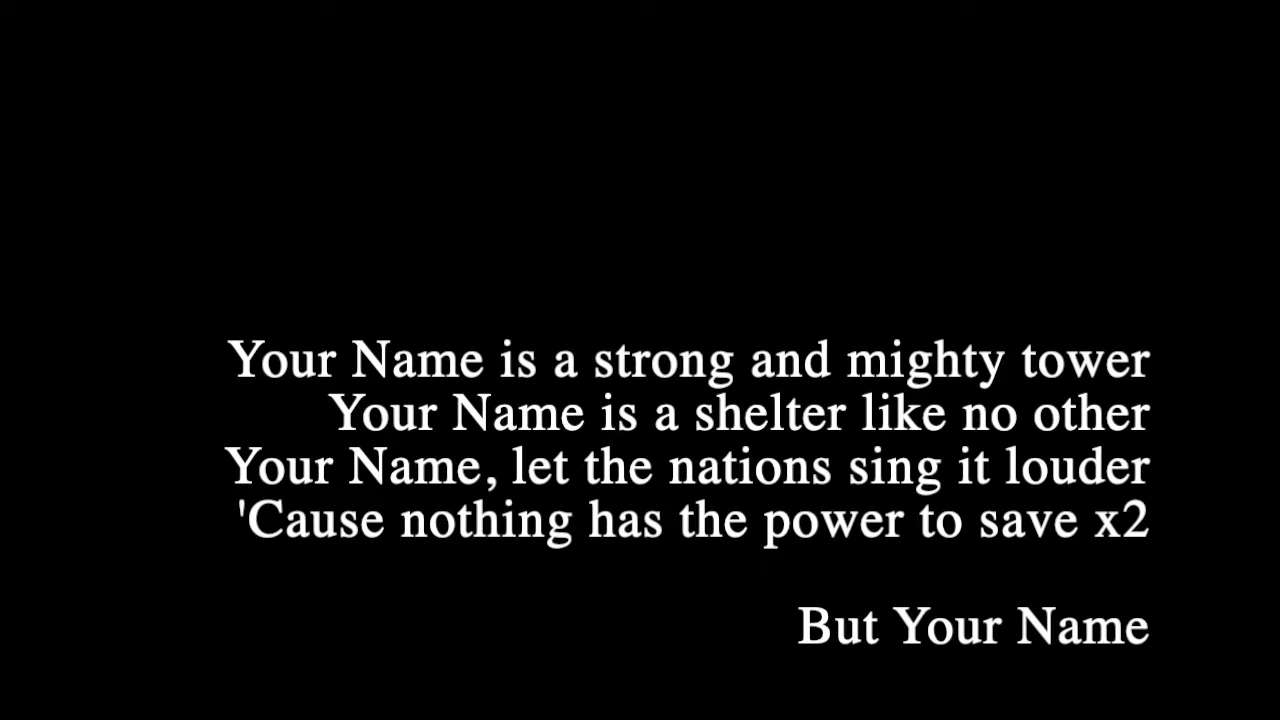 Your Name is a strong and mighty tower
Your Name is a shelter like no other
Your Name, let the nations sing it louder
'Cause nothing has the power to save x2
But Your Name